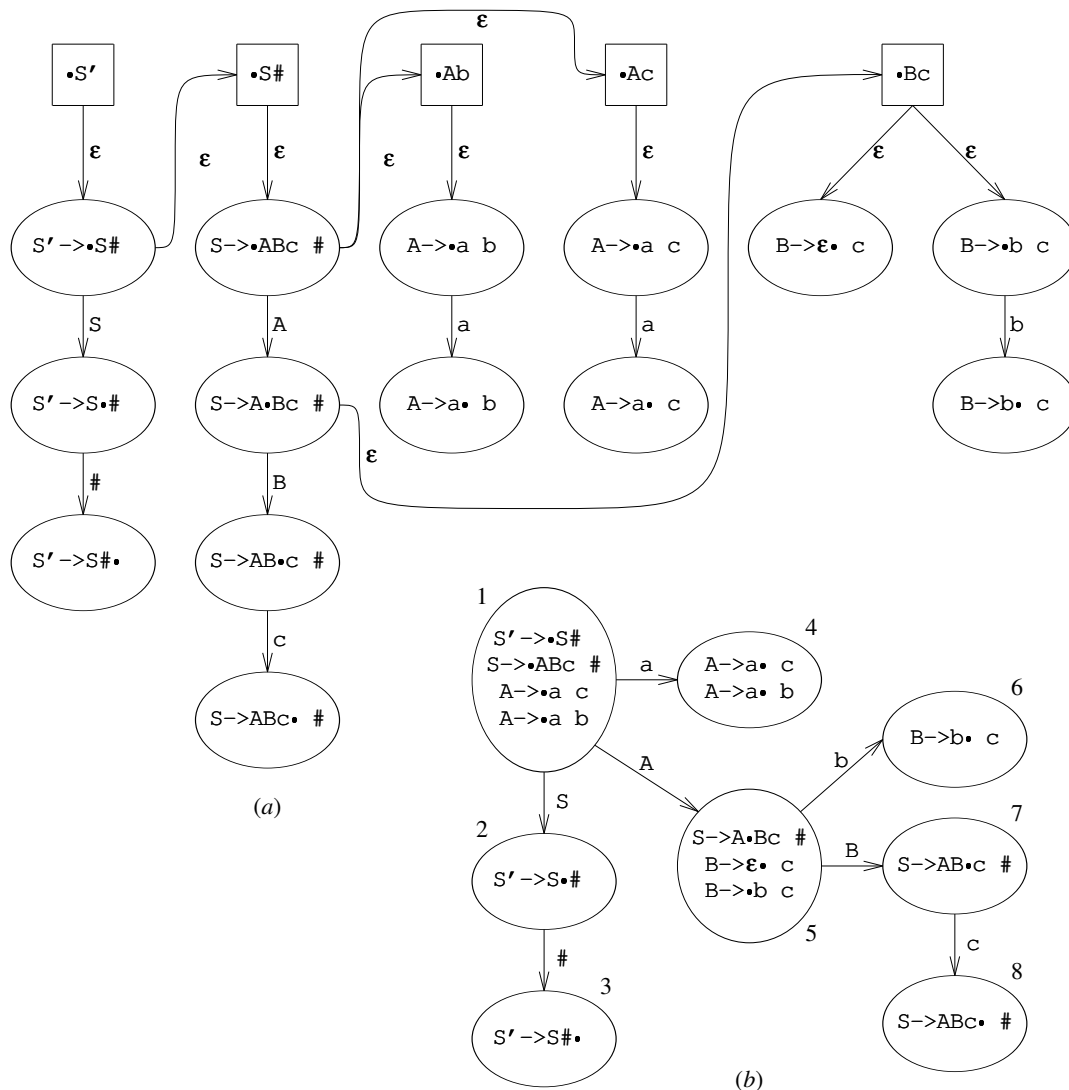 ε
•S' •S# •Ab •Ac •Bc
ε ε ε ε ε ε ε ε
S'->•S# S->•ABc # A->•a b A->•a c B->ε• c B->•b c
S A a a b
S'->S•# S->A•Bc # A->a• b A->a• c B->b• c
ε
# B
S'->S#• S->AB•c #
c
S->ABc• #
(a)
1
S'->•S#
S->•ABc #
A->•a c
A->•a b
a
4
A->a• c
A->a• b
6
B->b• c
A
b
S
2
S'->S•#
S->A•Bc #
B->ε• c
B->•b c
5
B
7
S->AB•c #
#
c
3
S'->S#•
8
S->ABc• #
(b)